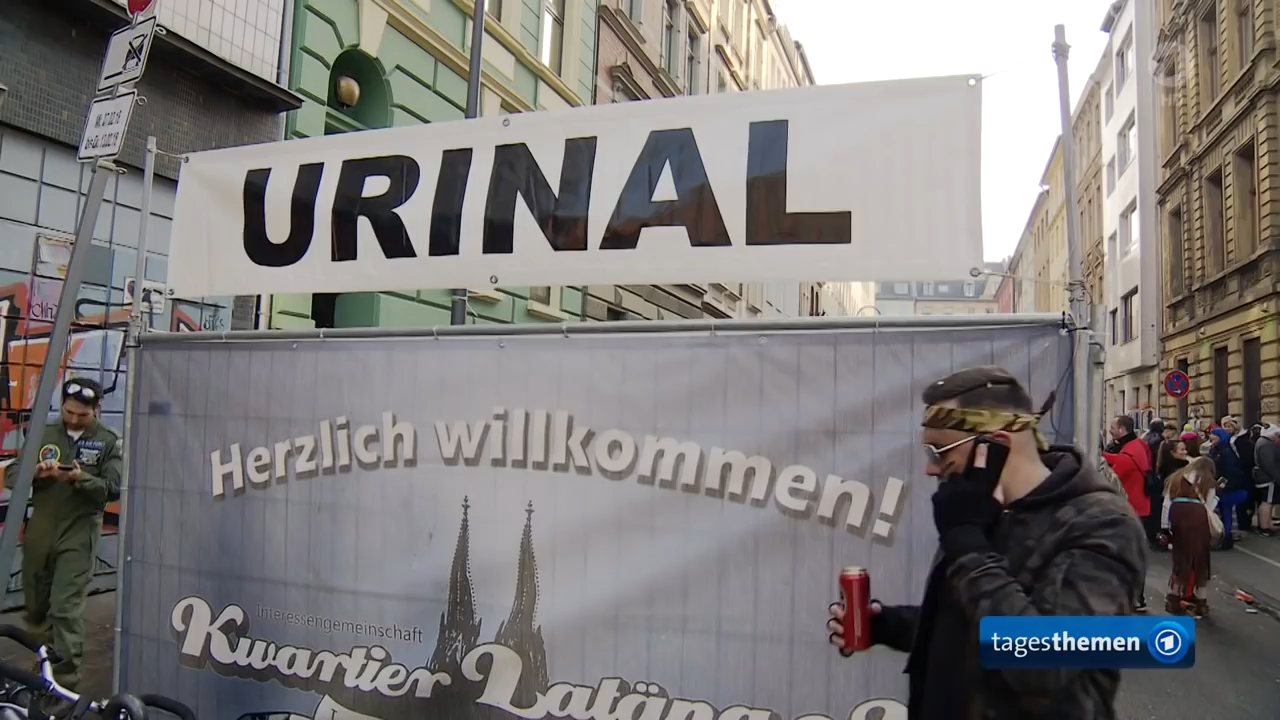 URINAL
Herzlich willkommen!
Interessengemeinschaft
Kwartier Latäng
tagesthemen